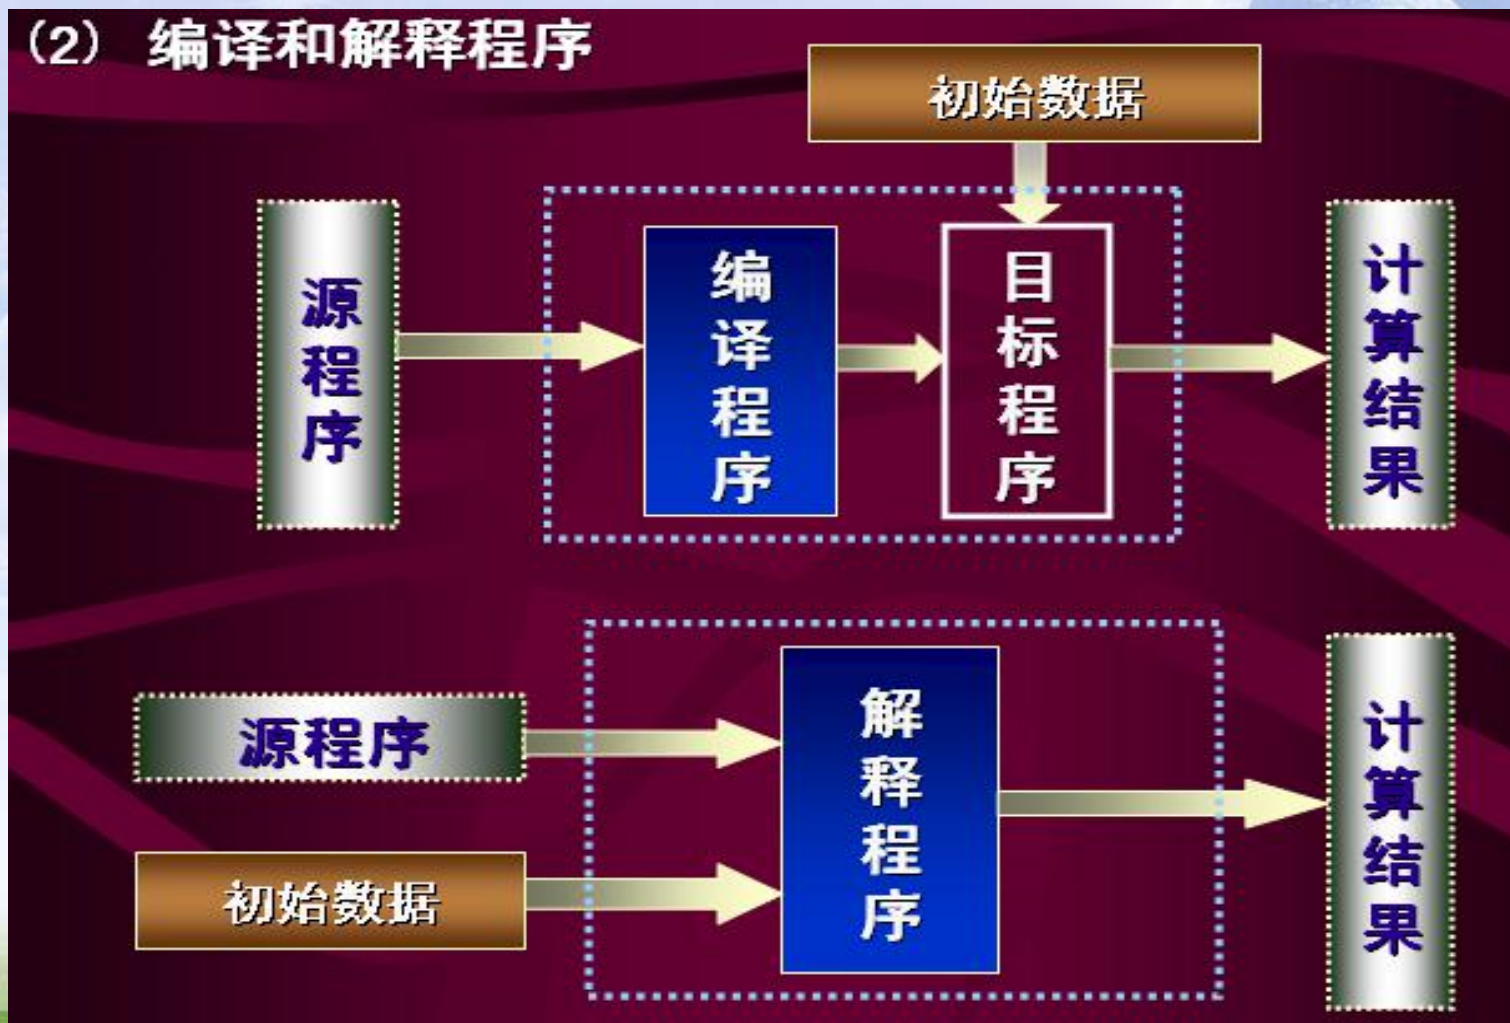 (2) 编译和解释程序
初始数据
源程序
编译程序
目标程序
计算结果
源程序
初始数据
解释程序
计算结果